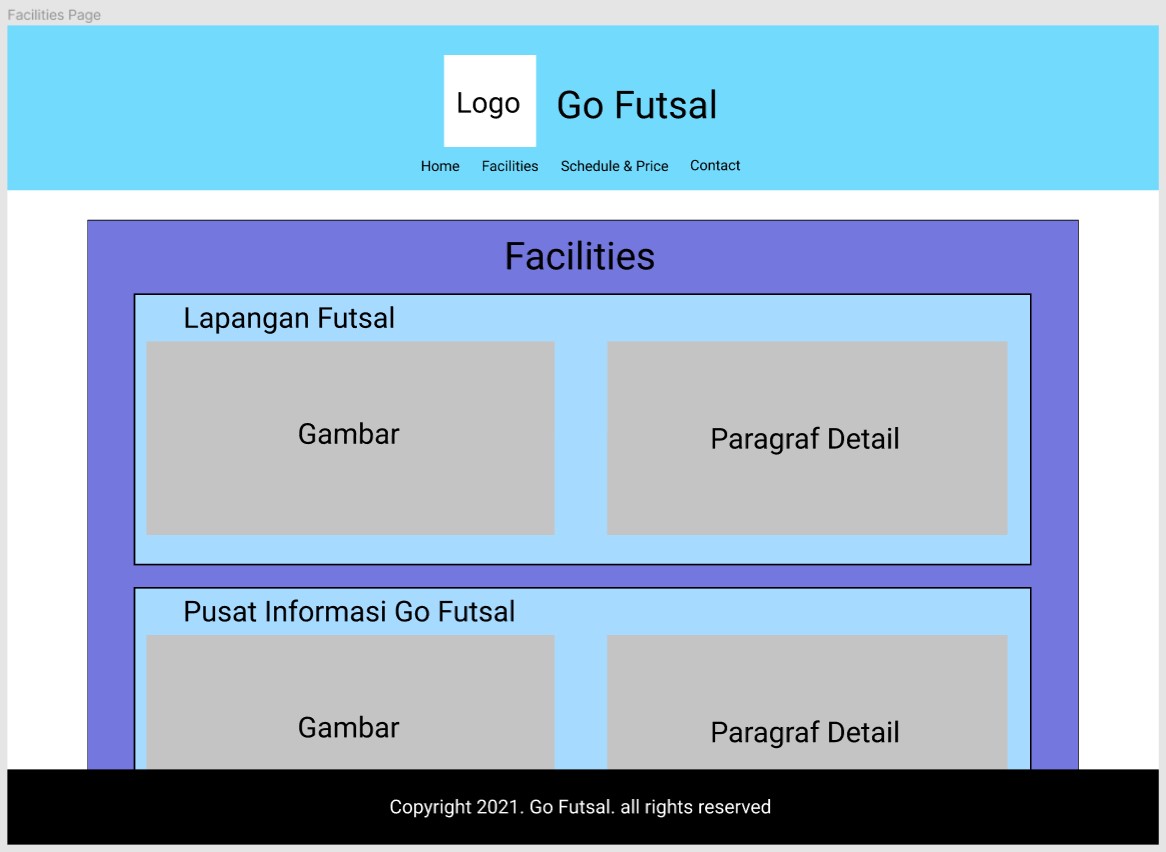 Facilities Page
Logo
Go Futsal
Home Facilities Schedule & Price Contact
Facilities
Lapangan Futsal
Gambar
Paragraf Detail
Pusat Informasi Go Futsal
Gambar
Paragraf Detail
Copyright 2021. Go Futsal. all rights reserved